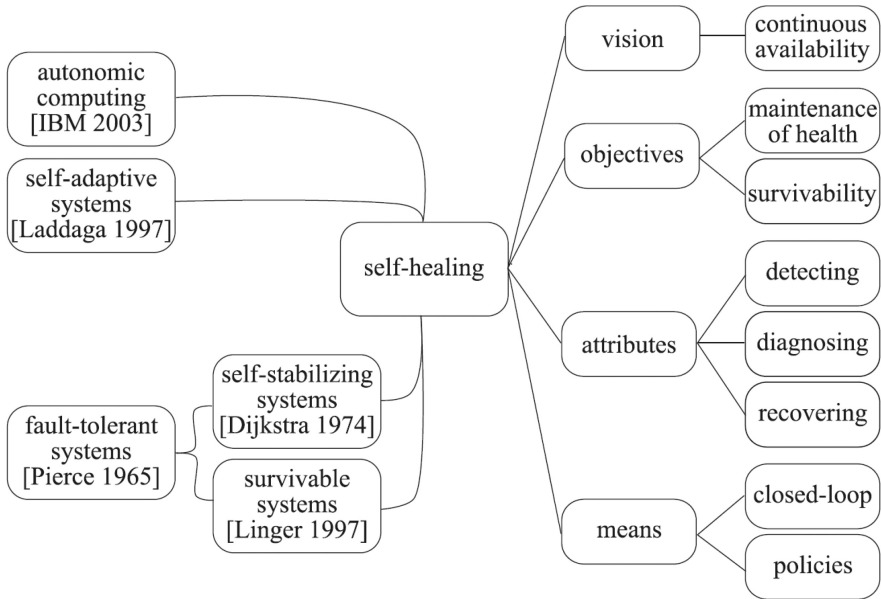 autonomic
computing
[IBM 2003]
self-adaptive
systems
[Laddaga 1997]
fault-tolerant
systems
[Pierce 1965]
self-stabilizing
systems
[Dijkstra 1974]
survivable
systems
[Linger 1997]
self-healing
vision
continuous
availability
objectives
maintenance
of health
survivability
attributes
detecting
diagnosing
recovering
means
closed-loop
policies